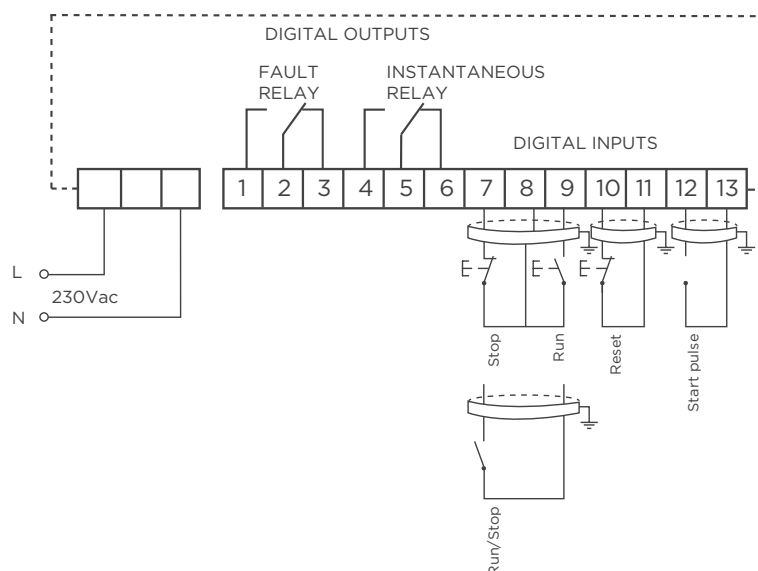 DIGITAL OUTPUTS
FAULT
RELAY
INSTANTANEOUS
RELAY
DIGITAL INPUTS
1 2 3 4 5 6 7 8 9 10 11 12 13
L
230Vac
N
Stop
Run
Reset
Start pulse
Run/Stop